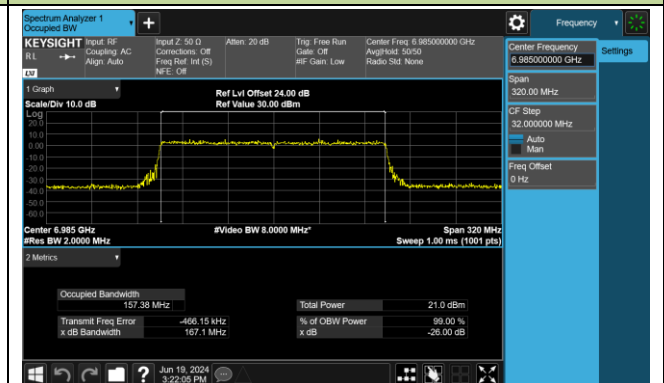 Spectrum Analyzer 1
Occupied BW
+
Frequency
KEYSIGHT
RL
LXI
Input: RF
Coupling: AC
Align: Auto
Input Z: 50 Ω
Corrections: Off
Freq Ref: Int (S)
NFE: Off
Atten: 20 dB
Trig: Free Run
Gate: Off
#IF Gain: Low
Center Freq: 6.985000000 GHz
Avg|Hold: 50/50
Radio Std: None
Center Frequency
6.985000000 GHz
Settings
Span
320.00 MHz
CF Step
32.000000 MHz
Auto
Man
Freq Offset
0 Hz
1 Graph
Scale/Div 10.0 dB
Ref Lvl Offset 24.00 dB
Ref Value 30.00 dBm
Log
20.0
10.0
0.00
-10.0
-20.0
-30.0
-40.0
-50.0
-60.0
Center 6.985 GHz
#Video BW 8.0000 MHz*
Span 320 MHz
#Res BW 2.0000 MHz
Sweep 1.00 ms (1001 pts)
2 Metrics
Occupied Bandwidth
157.38 MHz
Total Power
21.0 dBm
Transmit Freq Error
-466.15 kHz
% of OBW Power
99.00 %
x dB Bandwidth
167.1 MHz
x dB
-26.00 dB
?
Jun 19, 2024
3:22:05 PM